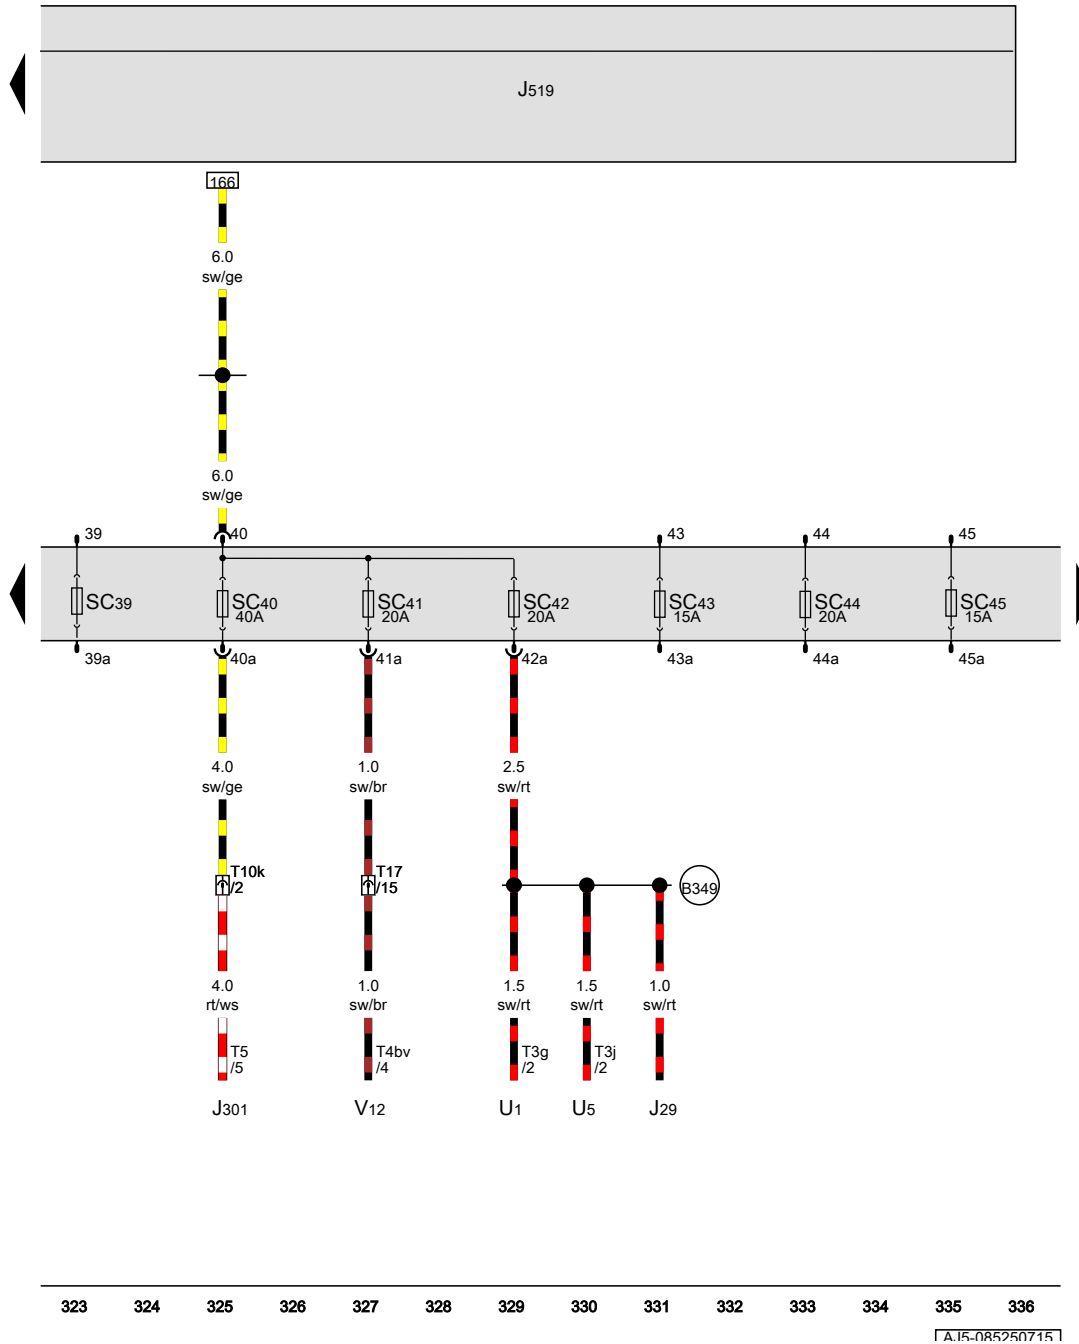 J519
166
6.0
sw/ge
6.0
sw/ge
39 40 43 44 45
SC39 SC40 SC41 SC42 SC43 SC44 SC45
40A 20A 20A 15A 20A 15A
39a 40a 41a 42a 43a 44a 45a
4.0 1.0 2.5
sw/ge sw/br sw/rt
T10k T17
/2 /15 B349
4.0 1.0 1.5 1.5 1.0
rt/ws sw/br sw/rt sw/rt sw/rt
T5 T4bv T3g T3j
/5 /4 /2 /2
J301 V12 U1 U5 J29
323 324 325 326 327 328 329 330 331 332 333 334 335 336
AJ5-085250715